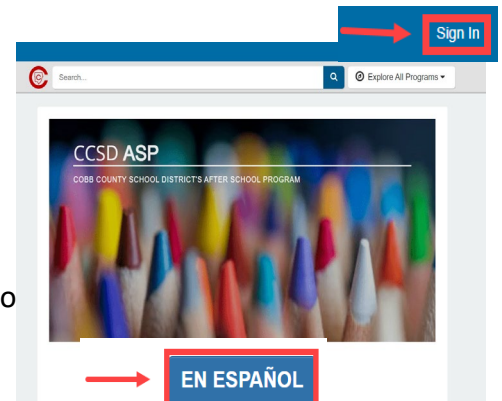 Sign In
Search...
Explore All Programs
CCSD ASP
COBB COUNTY SCHOOL DISTRICT'S AFTER SCHOOL PROGRAM
o
EN ESPAÑOL